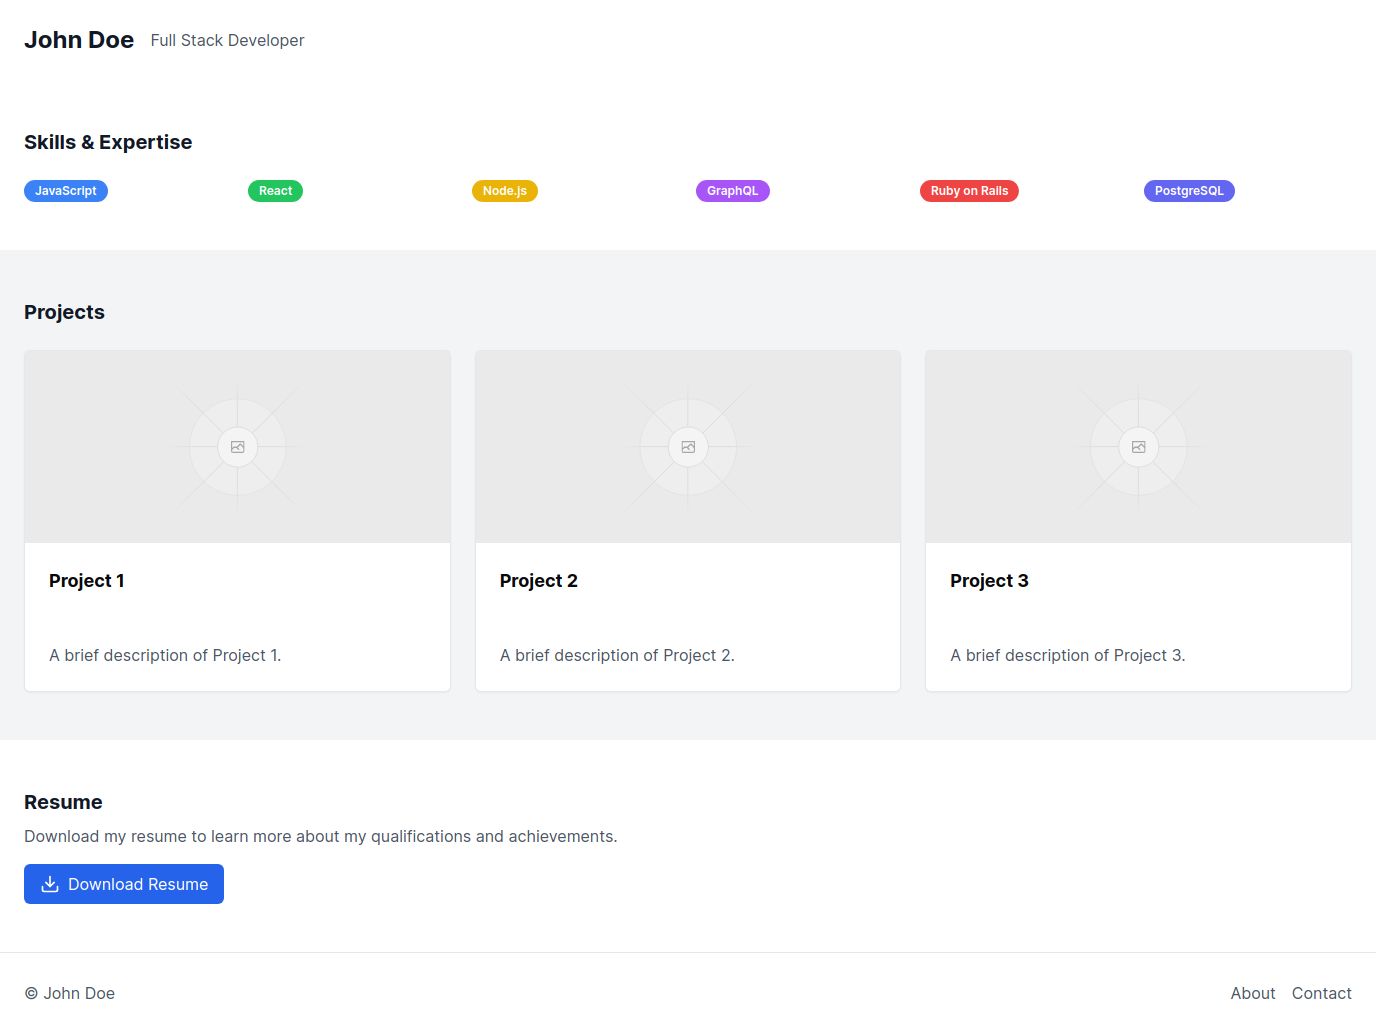 John Doe Full Stack Developer
Skills & Expertise
JavaScript React Node.js GraphQL Ruby on Rails PostgreSQL
Projects
Project 1 Project 2 Project 3
A brief description of Project 1. A brief description of Project 2. A brief description of Project 3.
Resume
Download my resume to learn more about my qualifications and achievements.
Download Resume
© John Doe About Contact